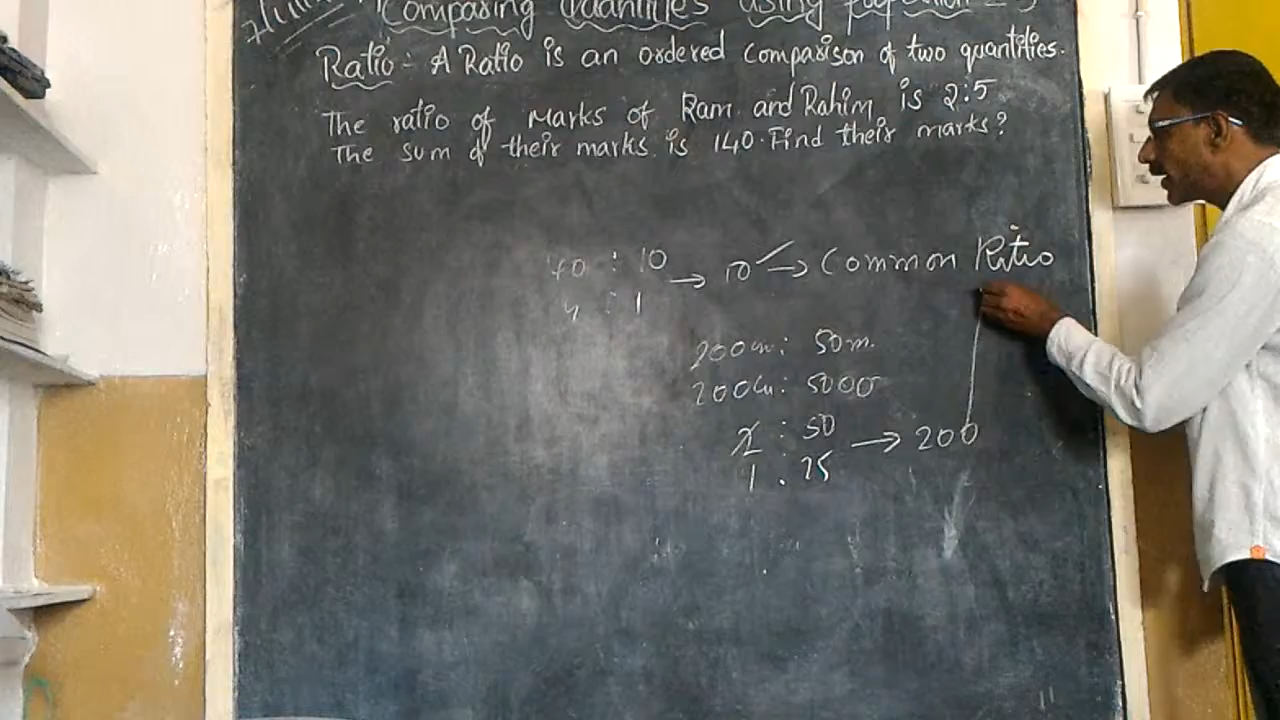 Comparing Quantities using
Ratio :- A Ratio is an ordered comparison of two quantities.
The ratio of Marks of Ram and Rahim is 2:5
The sum of their marks is 140. Find their marks?
40 : 10 → 10 → Common Ratio
4 : 1
200cm : 50m.
200cm : 5000
2 : 50 → 200
1 : 25